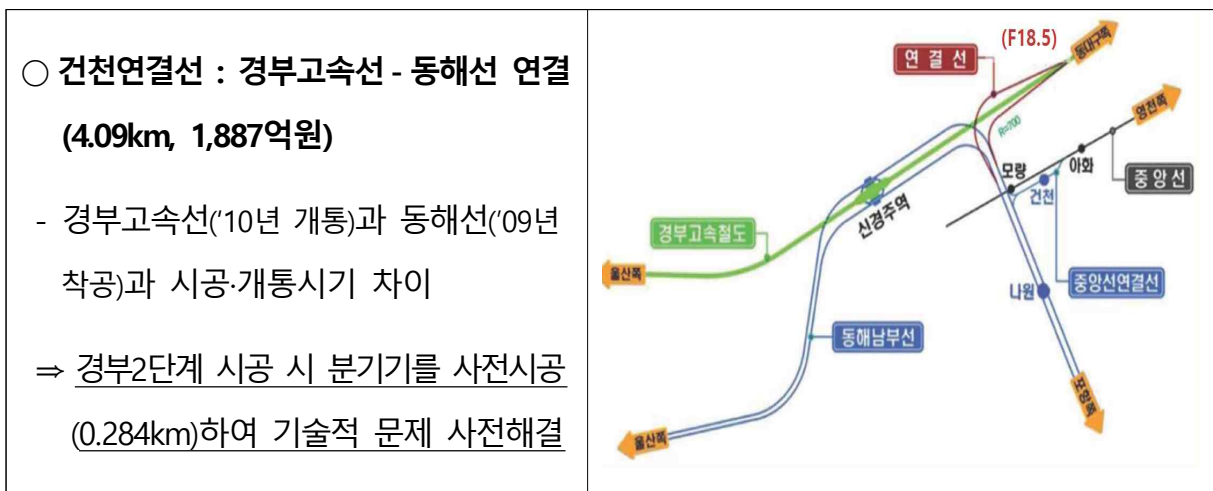 ○ 건천연결선 : 경부고속선 - 동해선 연결
(4.09km, 1,887억원)
- 경부고속선('10년 개통)과 동해선('09년
착공)과 시공·개통시기 차이
⇒ 경부2단계 시공 시 분기기를 사전시공
(0.284km)하여 기술적 문제 사전해결
(F18.5)
동대구쪽
연결선
영천쪽
R=700
아화
모량
중앙선
건천
신경주역
경부고속철도
울산쪽
중앙선연결선
나원
동해남부선
포항쪽
울산쪽